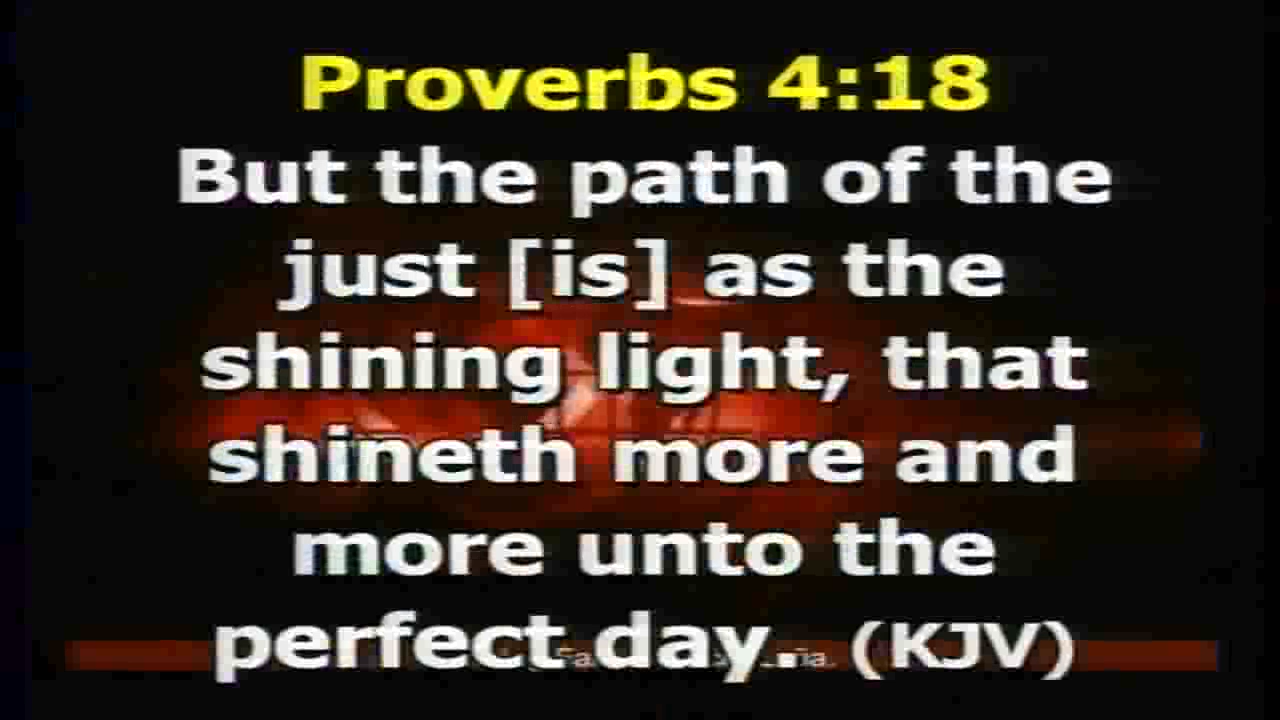 Proverbs 4:18
But the path of the
just [is] as the
shining light, that
shineth more and
more unto the
perfect day. (KJV)